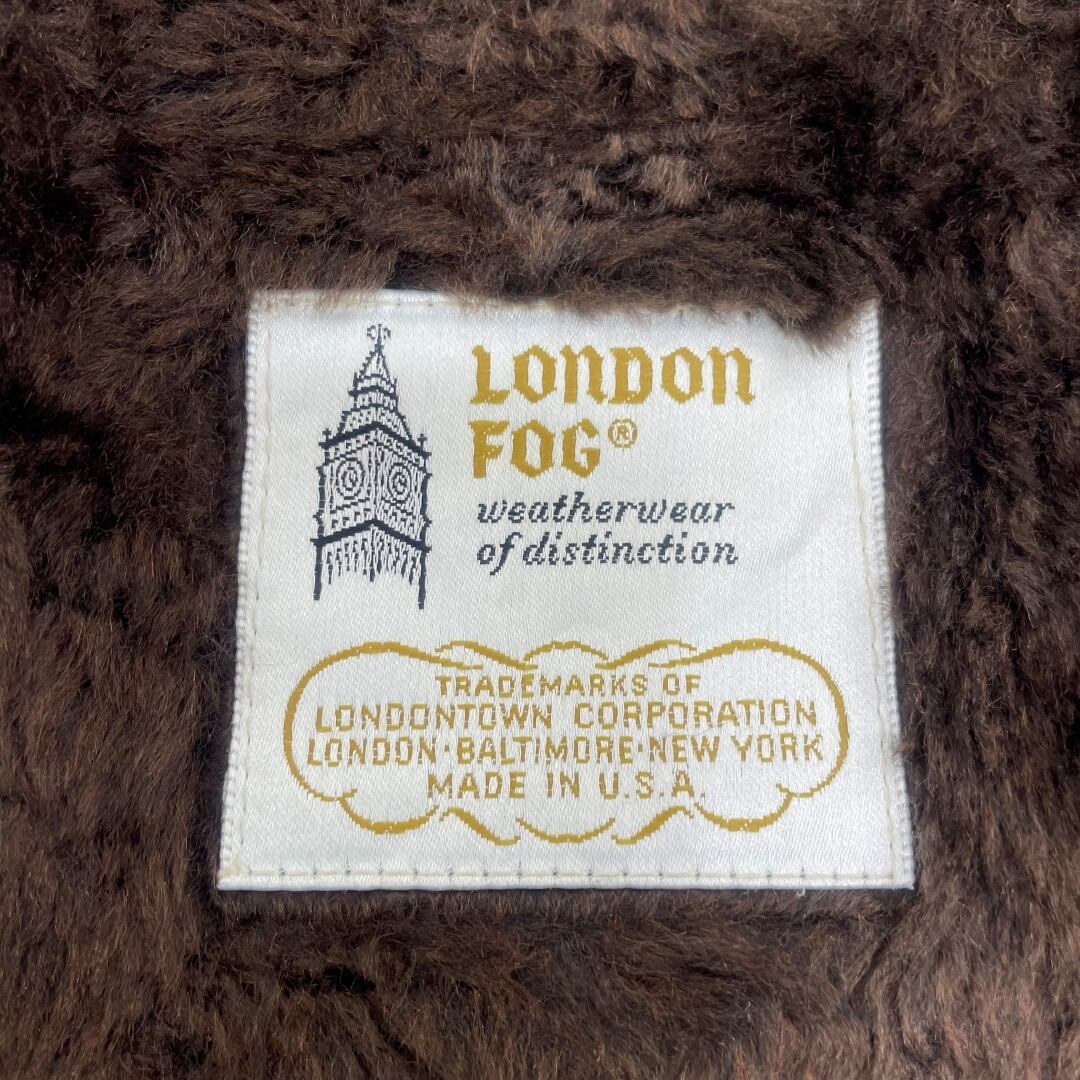 LONDON
FOG®
weatherwear
of distinction
TRADEMARKS OF
LONDONTOWN CORPORATION
LONDON·BALTIMORE·NEW YORK
MADE IN U.S.A.